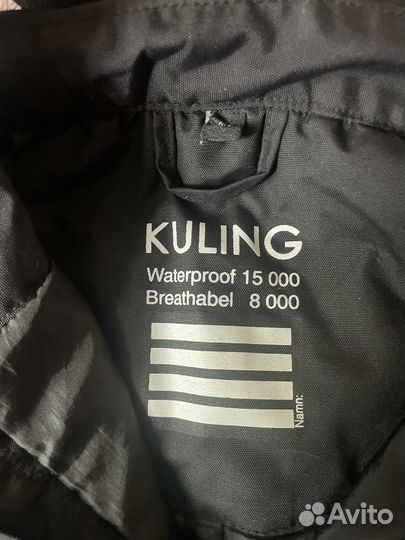 KULING
Waterproof 15 000
Breathabel 8 000
Namn:
Avito